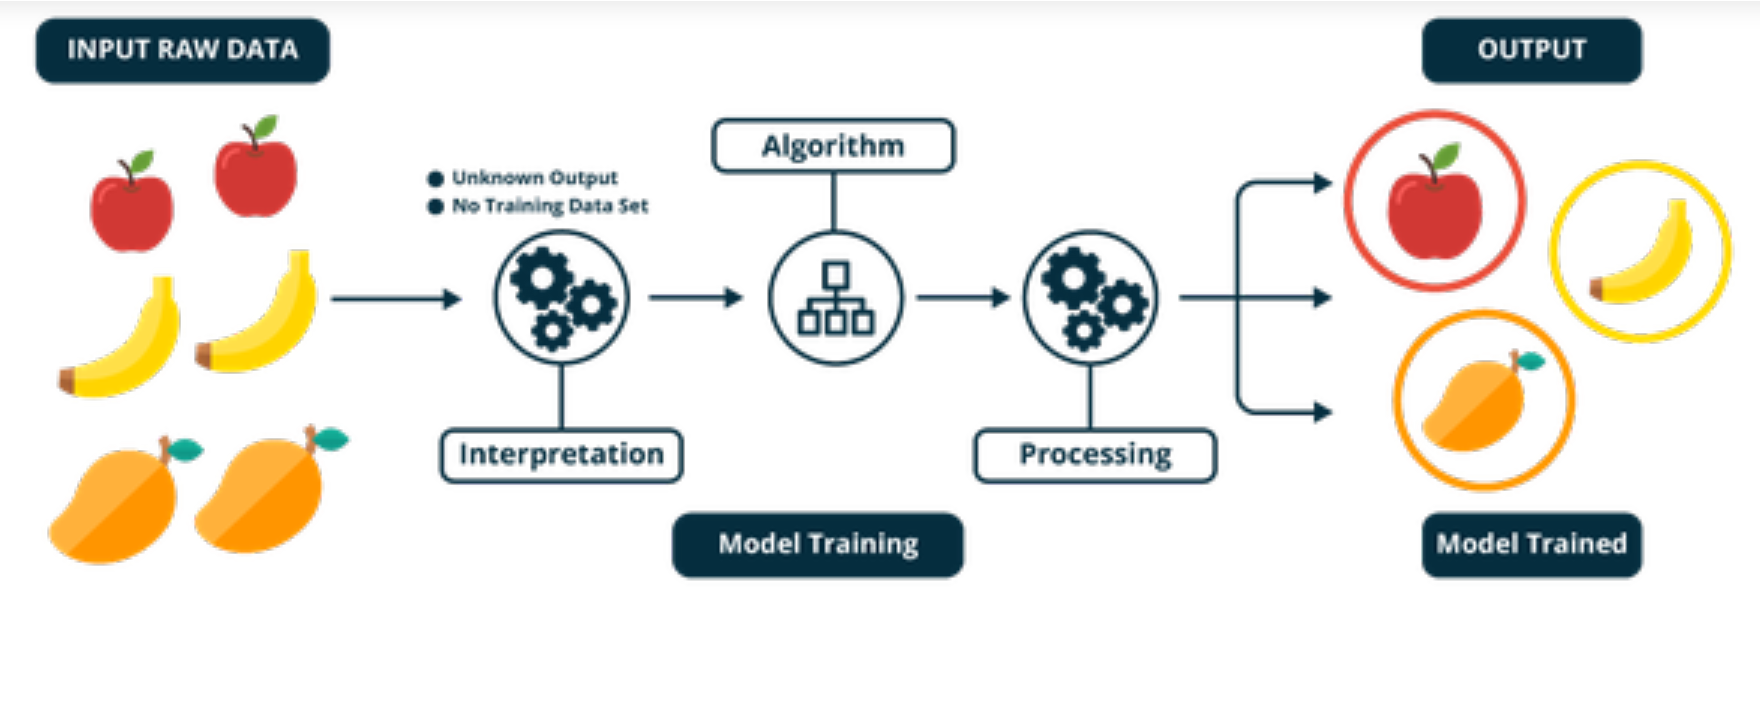 INPUT RAW DATA
OUTPUT
Algorithm
Unknown Output
No Training Data Set
Interpretation
Processing
Model Training
Model Trained